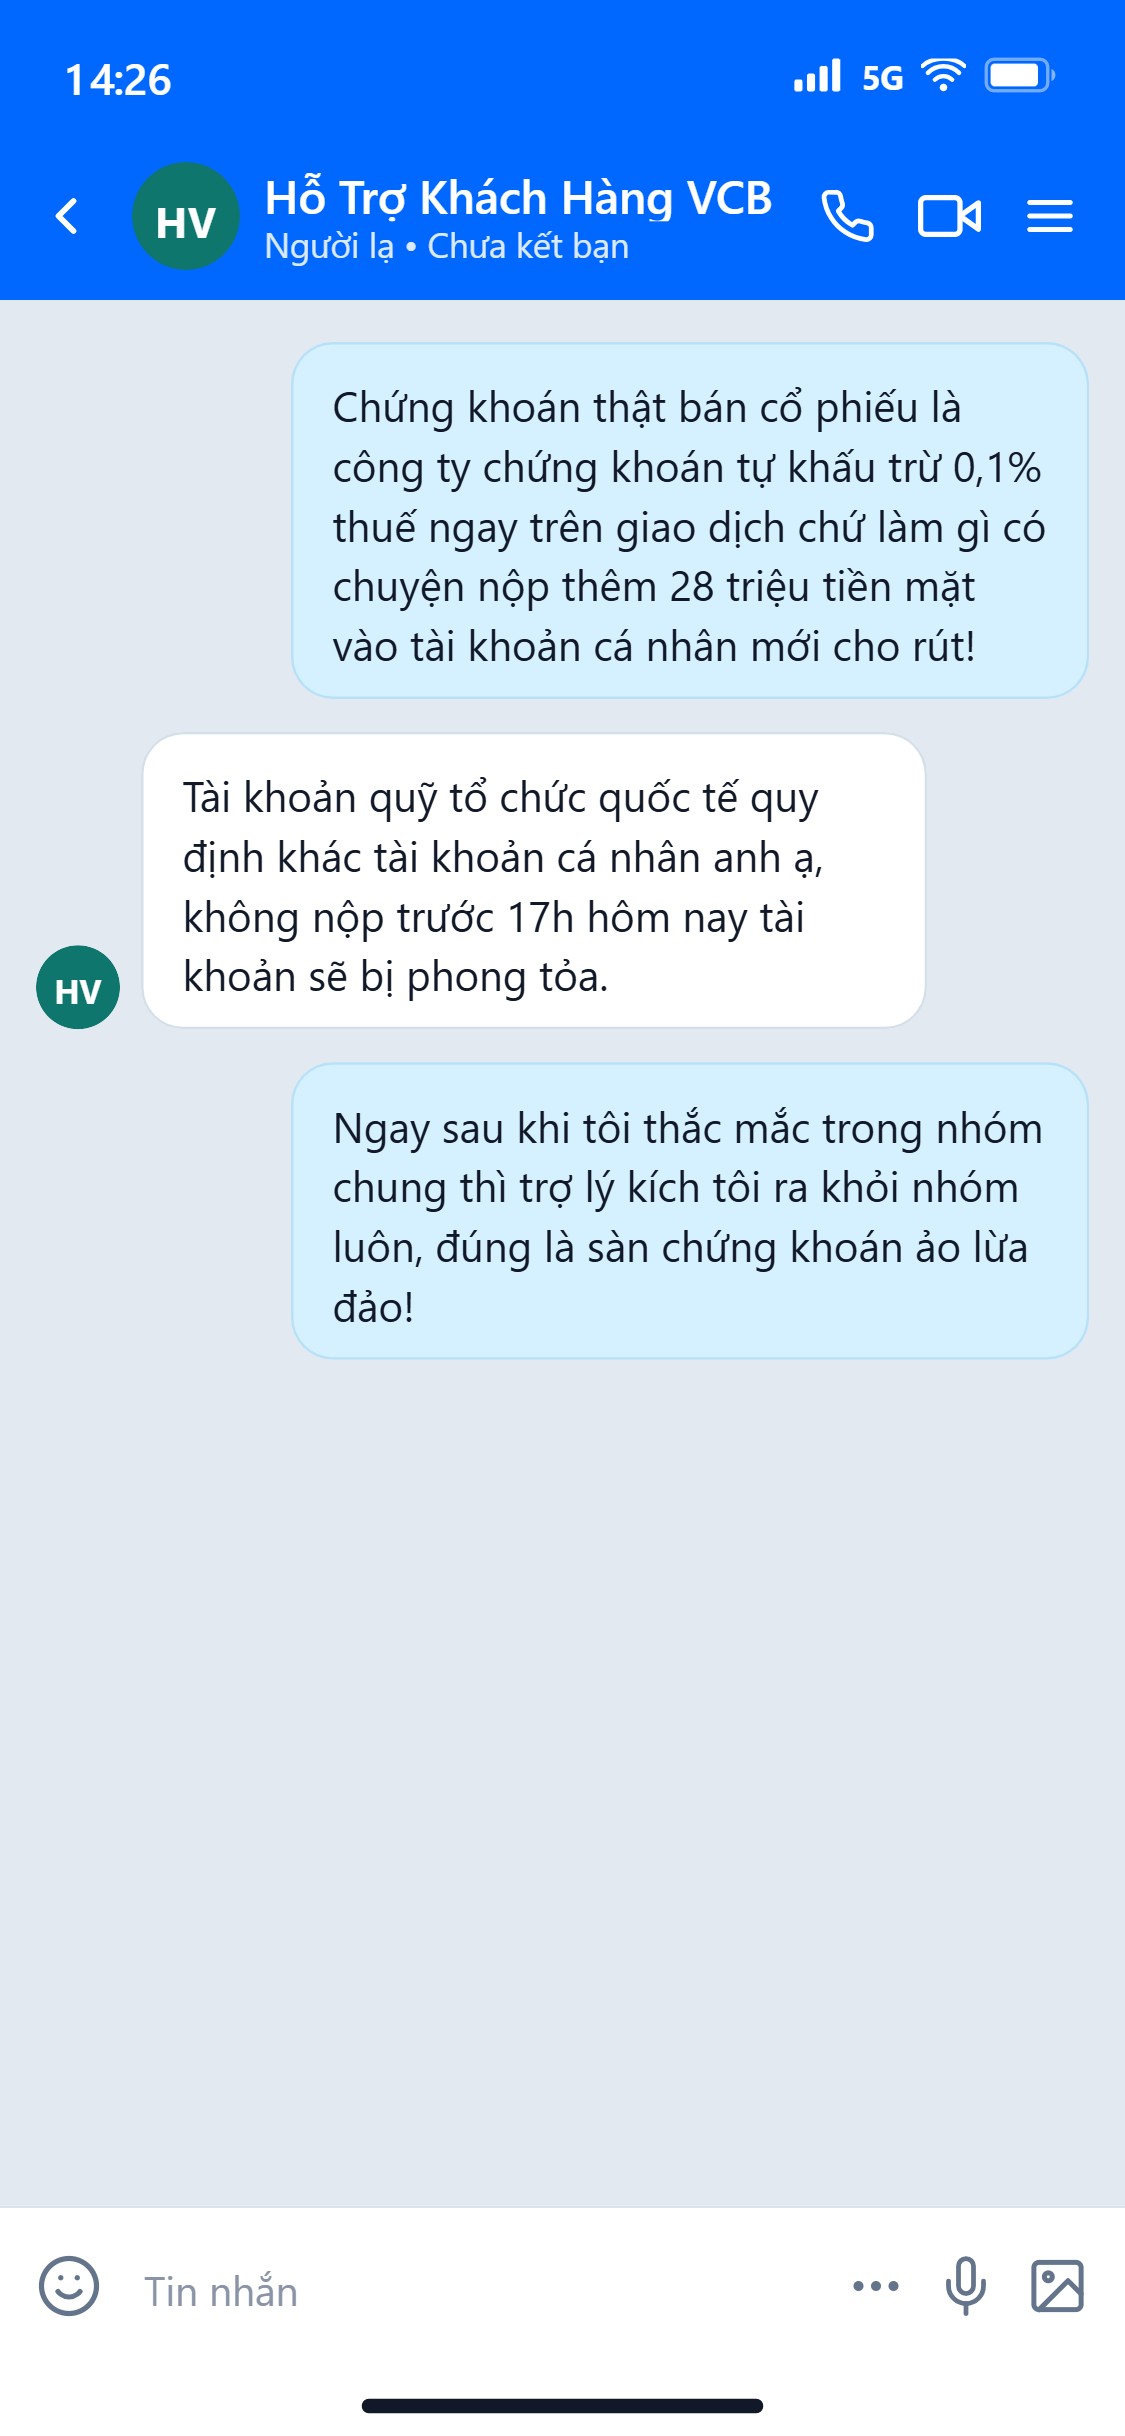 14:26
5G
HV
Hỗ Trợ Khách Hàng VCB
Người lạ • Chưa kết bạn
Chứng khoán thật bán cổ phiếu là
công ty chứng khoán tự khấu trừ 0,1%
thuế ngay trên giao dịch chứ làm gì có
chuyện nộp thêm 28 triệu tiền mặt
vào tài khoản cá nhân mới cho rút!
Tài khoản quỹ tổ chức quốc tế quy
định khác tài khoản cá nhân anh ạ,
không nộp trước 17h hôm nay tài
khoản sẽ bị phong tỏa.
HV
Ngay sau khi tôi thắc mắc trong nhóm
chung thì trợ lý kích tôi ra khỏi nhóm
luôn, đúng là sàn chứng khoán ảo lừa
đảo!
Tin nhắn